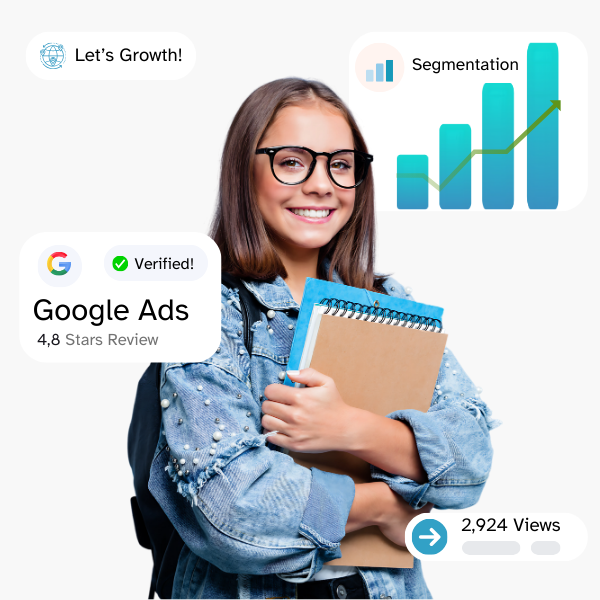 Let's Growth!
Segmentation
Verified!
Google Ads
4,8 Stars Review
2,924 Views